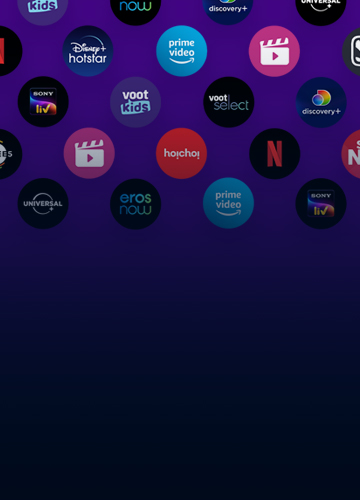 kids
now
discovery+
UNIVERSAL
Disney+
hotstar
prime
video
SONY
liv
voot
kids
voot
select
discovery+
hoichoi
N
UNIVERSAL
eros
now
prime
video
SONY
liv